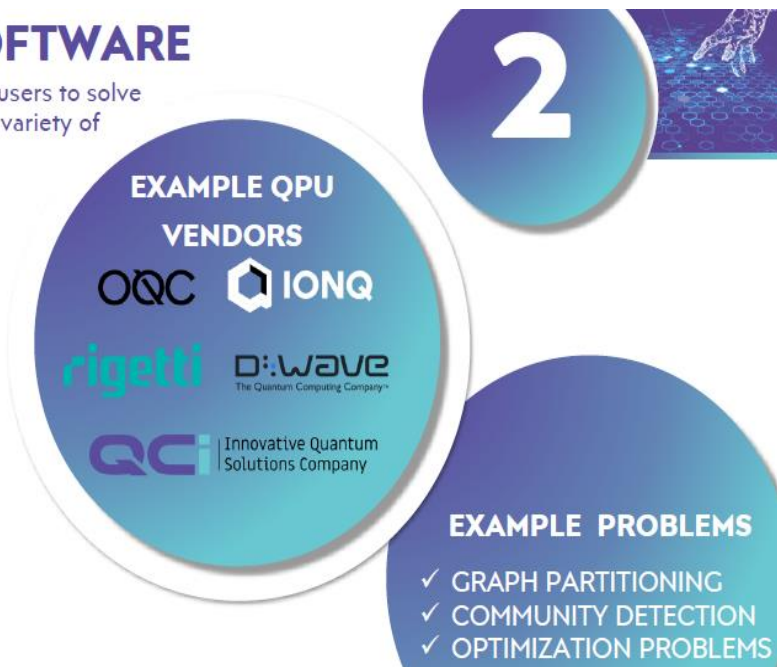 OFTWARE
users to solve
variety of
2
EXAMPLE QPU
VENDORS
OQC IONQ
rigetti D:wave
The Quantum Computing Company™
QCi Innovative Quantum
Solutions Company
EXAMPLE PROBLEMS
✓ GRAPH PARTITIONING
✓ COMMUNITY DETECTION
✓ OPTIMIZATION PROBLEMS